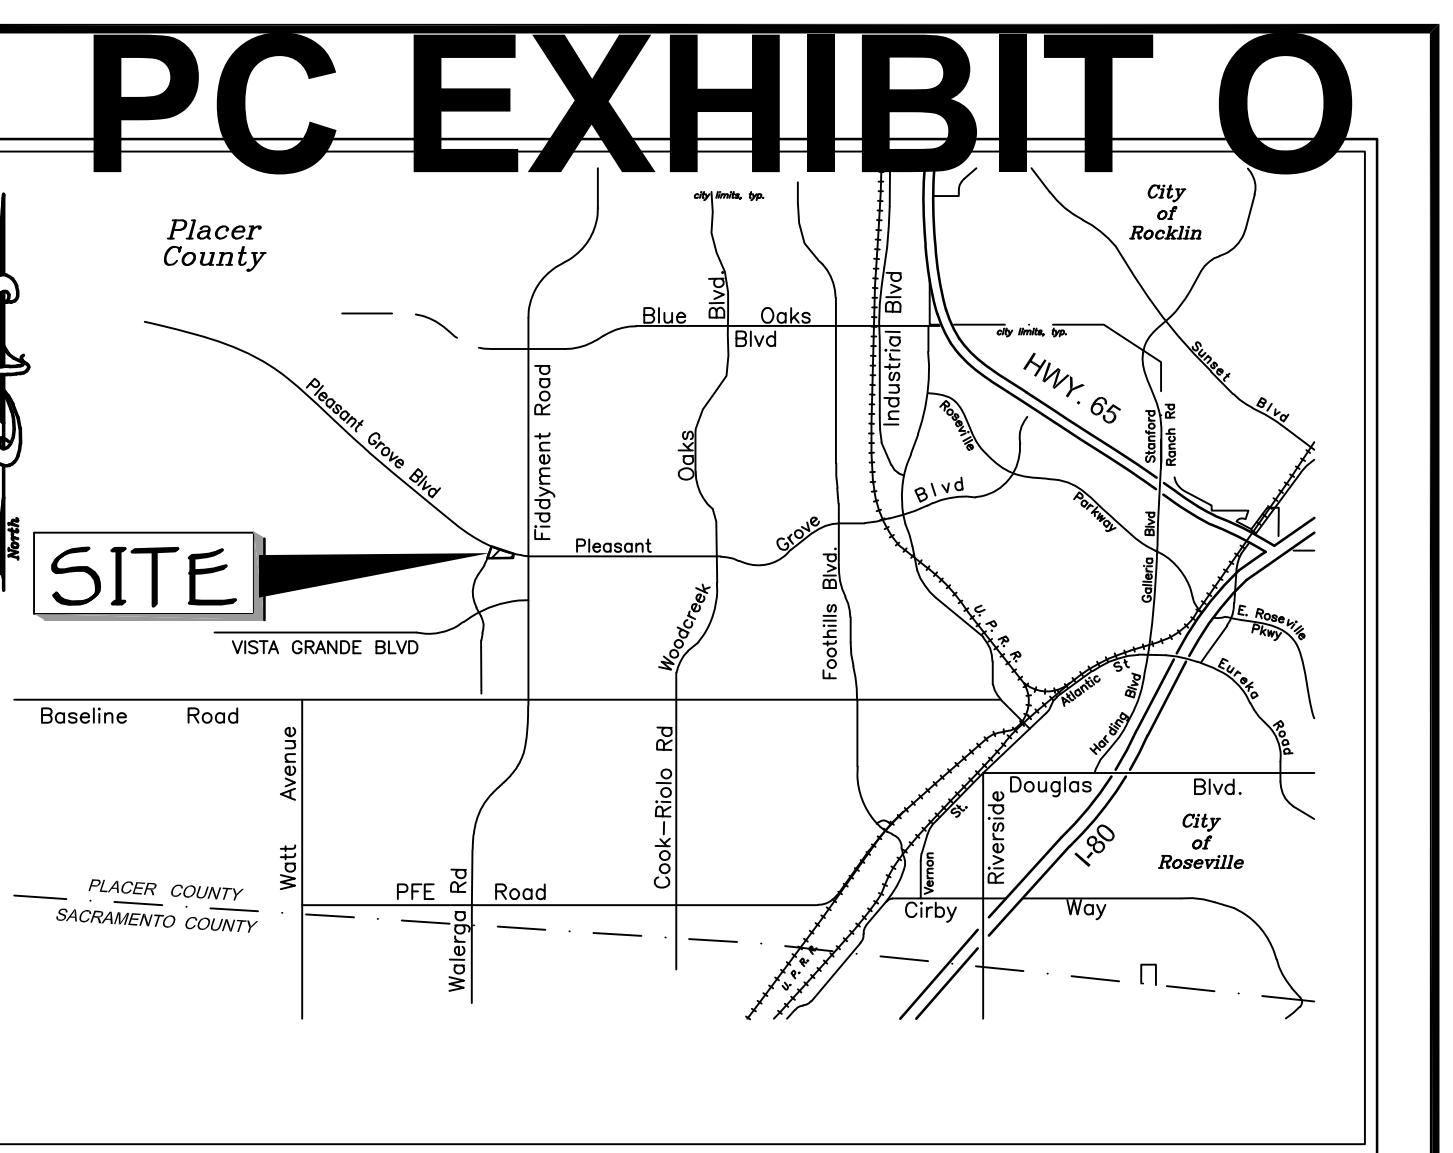 PC EXHIBIT O
city limits, typ.
City
of
Rocklin
Placer
County
Blue Oaks Blvd
Woodcreek Oaks Blvd.
Industrial Blvd
city limits, typ.
HWY. 65
Sunset Blvd
Stanford
Ranch Rd
Pleasant Grove Blvd
Fiddyment Road
Roseville Parkway
North
SITE
Pleasant Grove Blvd
Foothills Blvd.
Galleria Blvd
U. P. R. R.
E. Roseville
Pkwy
VISTA GRANDE BLVD
Atlantic St
Eureka Road
Harding Blvd
Baseline Road
Watt Avenue
Cook-Riolo Rd
Douglas Blvd.
Riverside
Vernon St.
I-80
City
of
Roseville
PLACER COUNTY
SACRAMENTO COUNTY
PFE Road
Walerga Rd
Cirby Way
U. P. R. R.